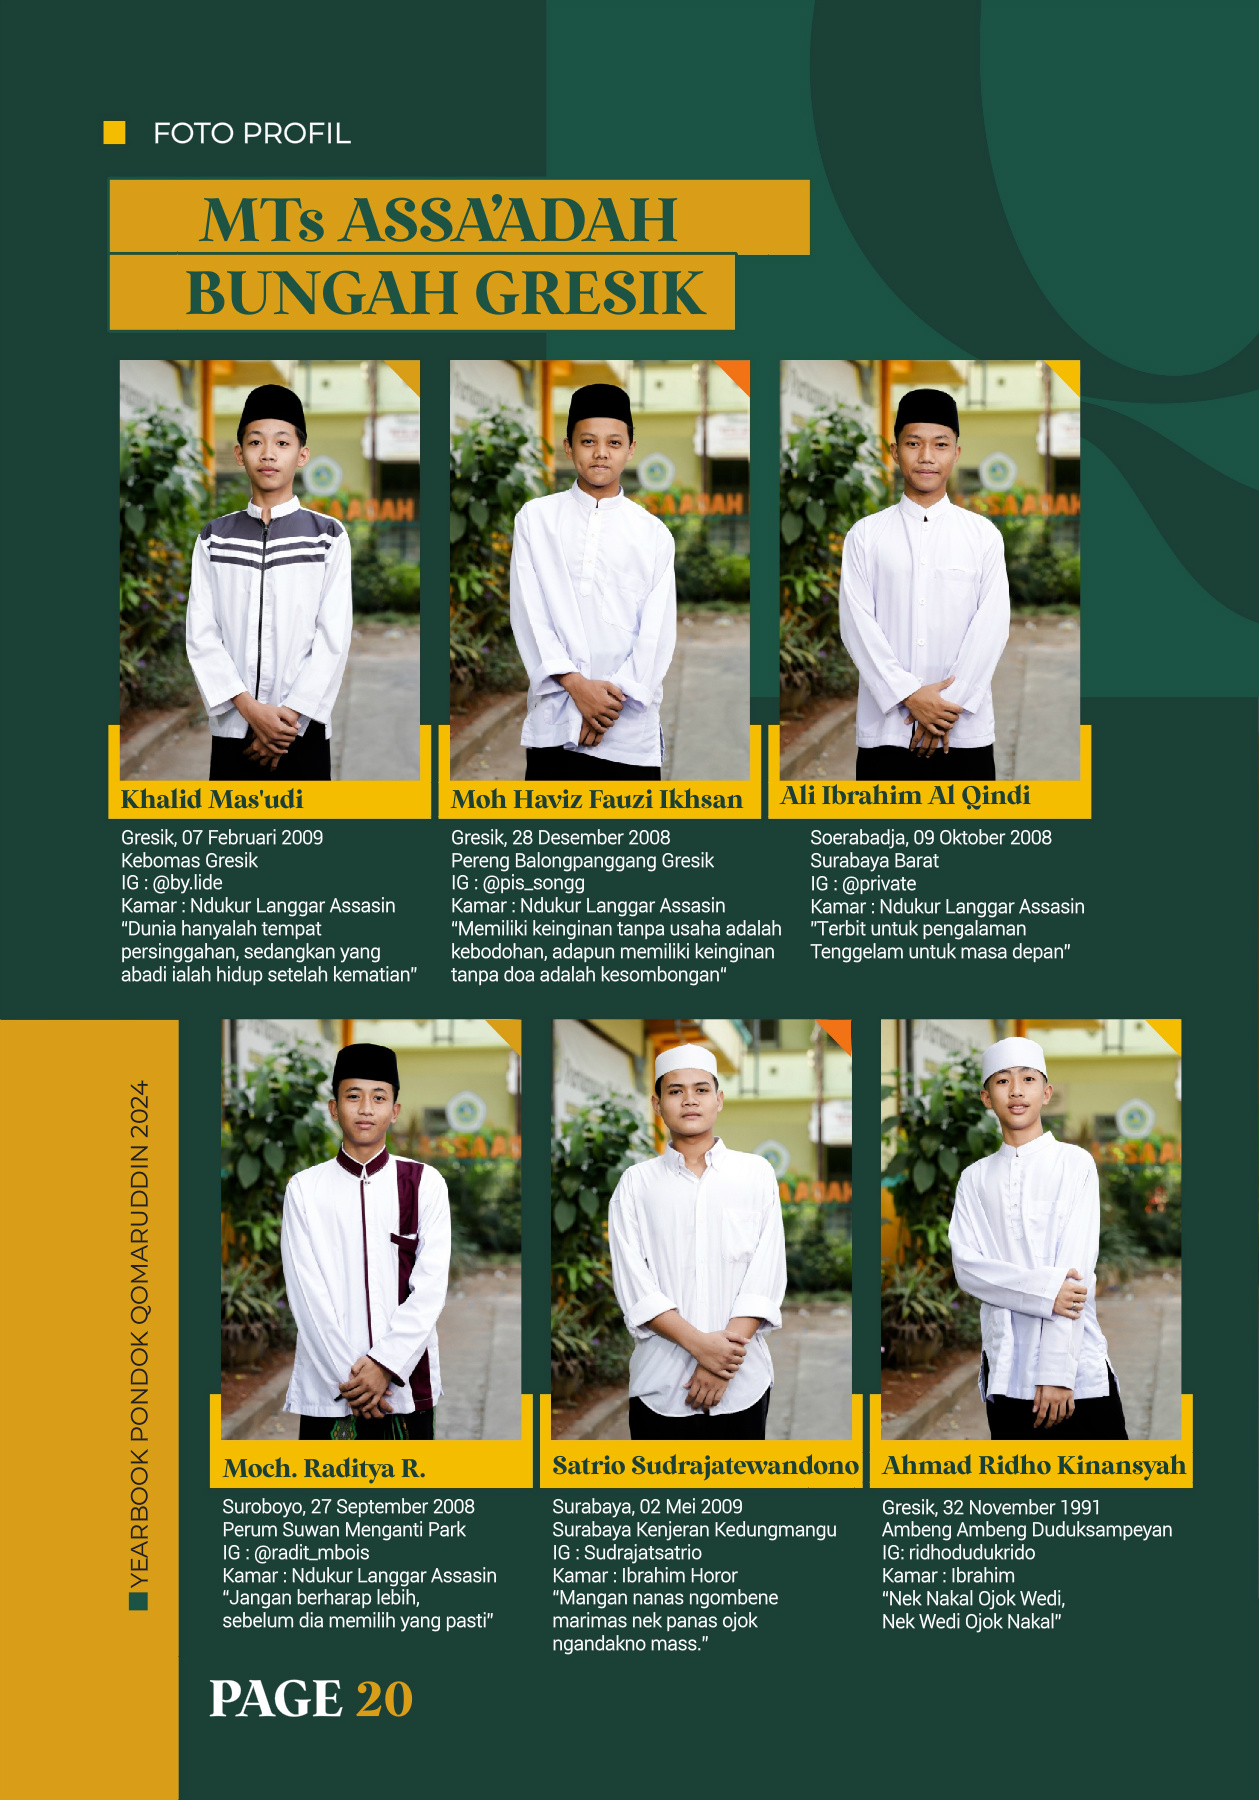 FOTO PROFIL
MTs ASSA’ADAH
BUNGAH GRESIK
Khalid Mas'udi
Gresik, 07 Februari 2009
Kebomas Gresik
IG : @by.lide
Kamar : Ndukur Langgar Assasin
“Dunia hanyalah tempat
persinggahan, sedangkan yang
abadi ialah hidup setelah kematian”
Moh Haviz Fauzi Ikhsan
Gresik, 28 Desember 2008
Pereng Balongpanggang Gresik
IG : @pis_songg
Kamar : Ndukur Langgar Assasin
“Memiliki keinginan tanpa usaha adalah
kebodohan, adapun memiliki keinginan
tanpa doa adalah kesombongan“
Ali Ibrahim Al Qindi
Soerabadja, 09 Oktober 2008
Surabaya Barat
IG : @private
Kamar : Ndukur Langgar Assasin
”Terbit untuk pengalaman
Tenggelam untuk masa depan”
YEARBOOK PONDOK QOMARUDDIN 2024
Moch. Raditya R.
Suroboyo, 27 September 2008
Perum Suwan Menganti Park
IG : @radit_mbois
Kamar : Ndukur Langgar Assasin
“Jangan berharap lebih,
sebelum dia memilih yang pasti”
Satrio Sudrajatewandono
Surabaya, 02 Mei 2009
Surabaya Kenjeran Kedungmangu
IG : Sudrajatsatrio
Kamar : Ibrahim Horor
“Mangan nanas ngombene
marimas nek panas ojok
ngandakno mass.”
Ahmad Ridho Kinansyah
Gresik, 32 November 1991
Ambeng Ambeng Duduksampeyan
IG: ridhodudukrido
Kamar : Ibrahim
“Nek Nakal Ojok Wedi,
Nek Wedi Ojok Nakal”
PAGE 20